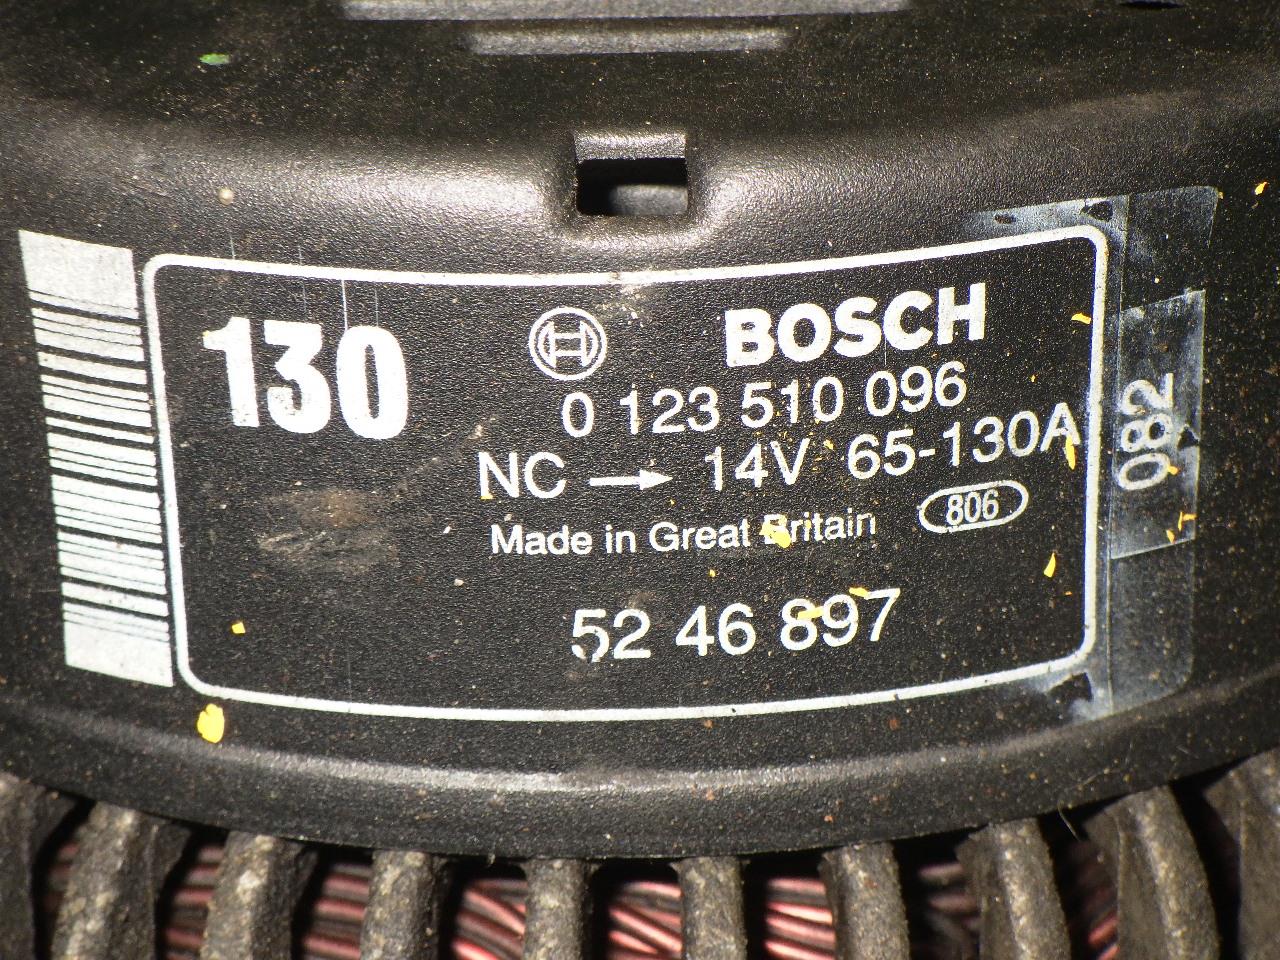 130
BOSCH
0 123 510 096
NC → 14V 65-130A
Made in Great Britain 806
52 46 897
082